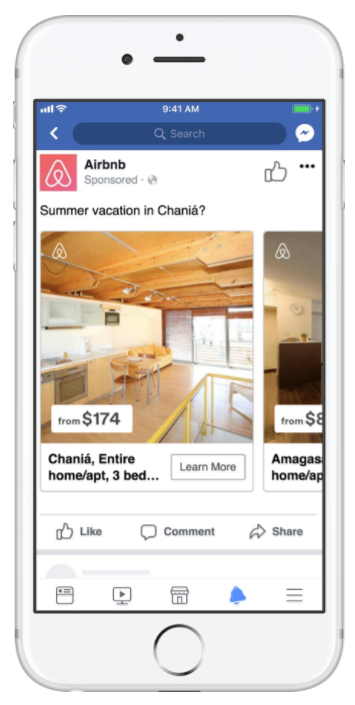 9:41 AM
Search
Airbnb
Sponsored ·
Summer vacation in Chaniá?
from $174
from $8
Chaniá, Entire
home/apt, 3 bed...
Learn More
Amagas
home/ap
Like
Comment
Share